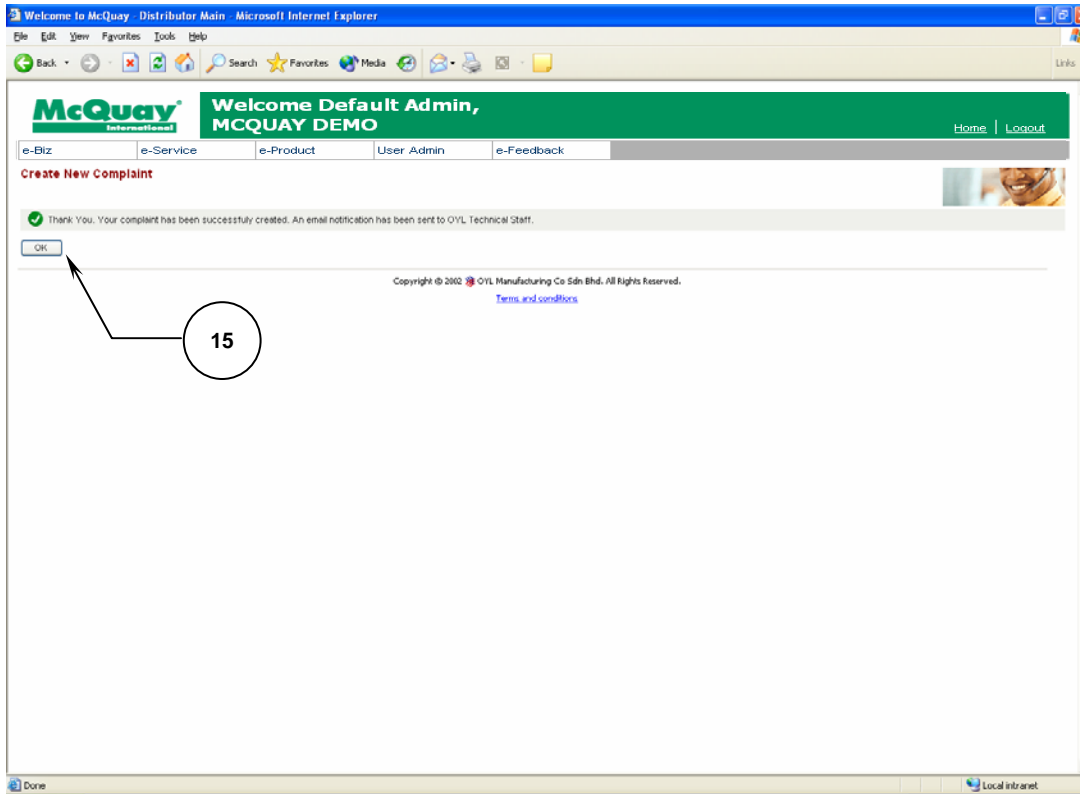 Welcome to McQuay - Distributor Main - Microsoft Internet Explorer
File Edit View Favorites Tools Help
Back Search Favorites Media Links
McQuay International
Welcome Default Admin,
MCQUAY DEMO
Home | Logout
e-Biz e-Service e-Product User Admin e-Feedback
Create New Complaint
Thank You. Your complaint has been successfuly created. An email notification has been sent to OYL Technical Staff.
OK
Copyright © 2002 OYL Manufacturing Co Sdn Bhd. All Rights Reserved.
Terms and conditions
15
Done Local intranet